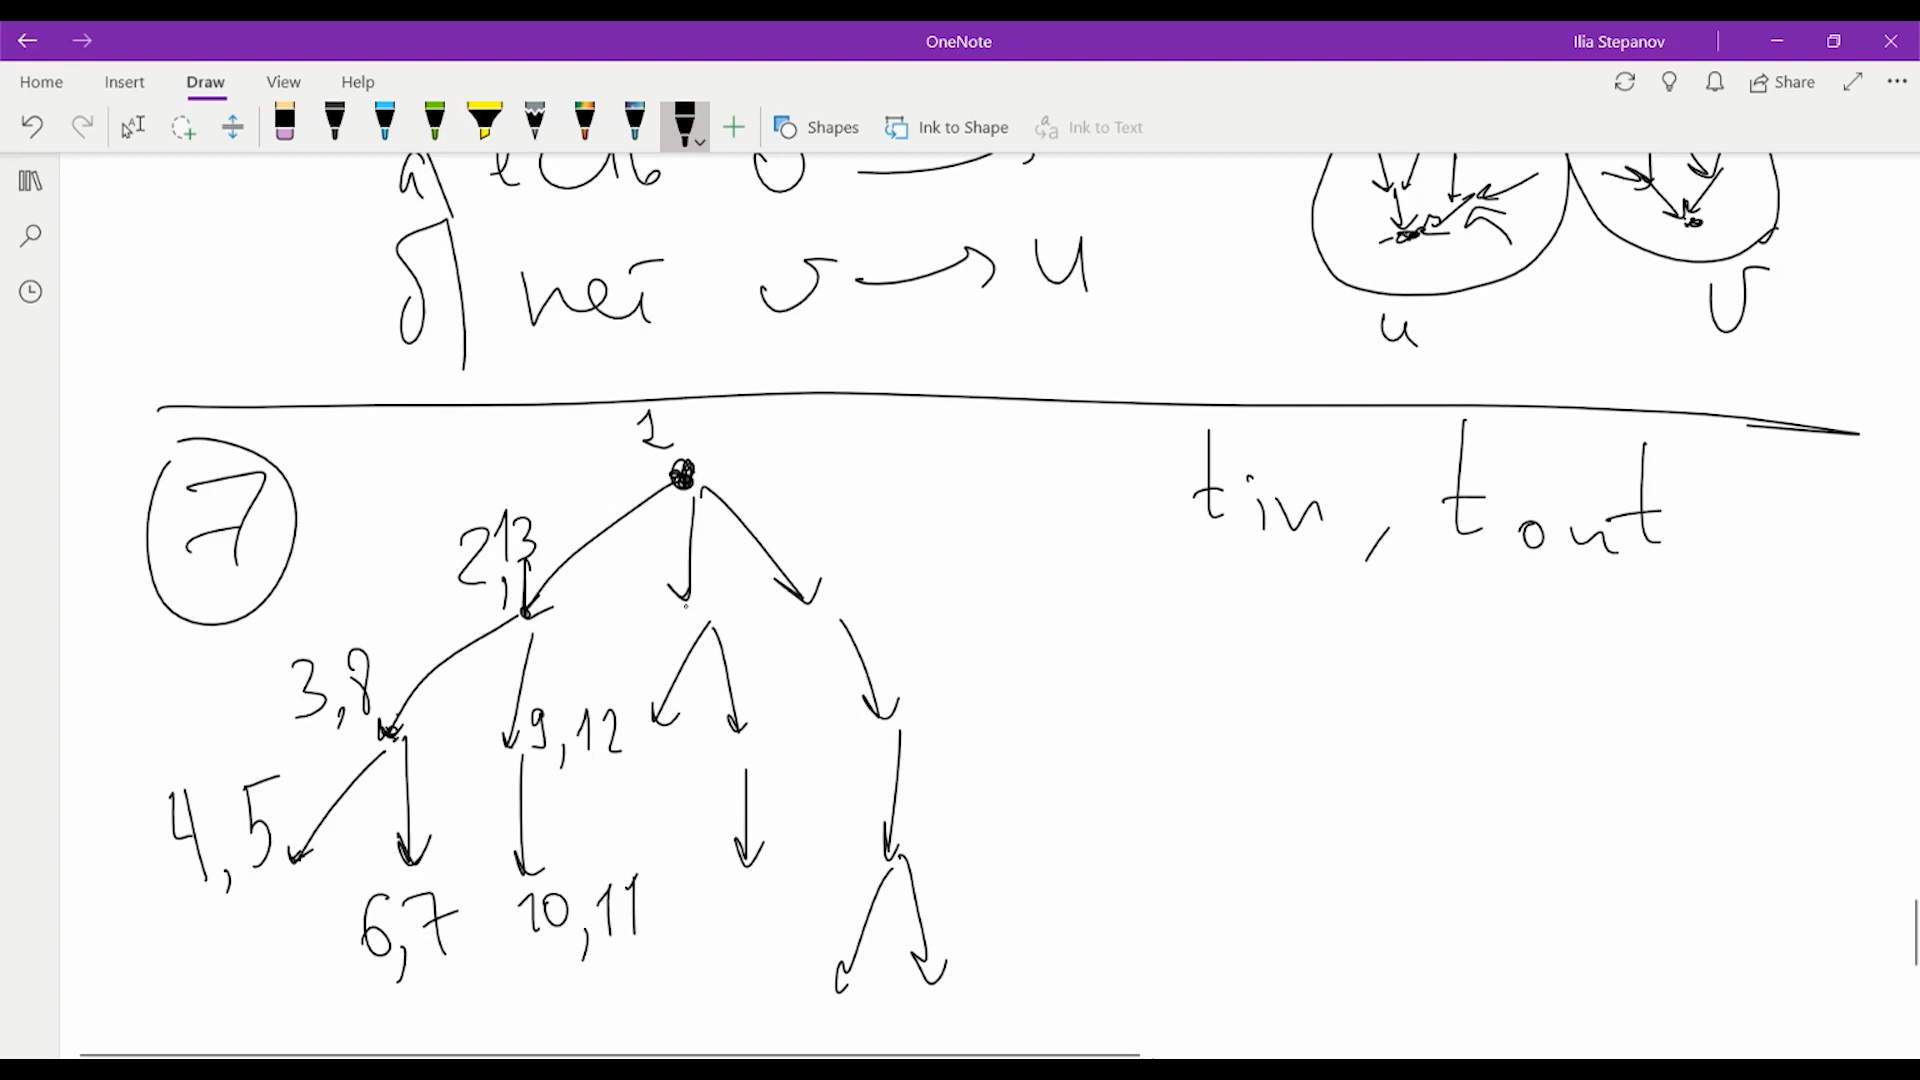 OneNote
Ilia Stepanov
Home Insert Draw View Help
Share
Shapes Ink to Shape Ink to Text
а) есть υ
б) нет υ → u
u
υ
7
1
tin, tout
2,13
3,8
9,12
4,5
6,7
10,11